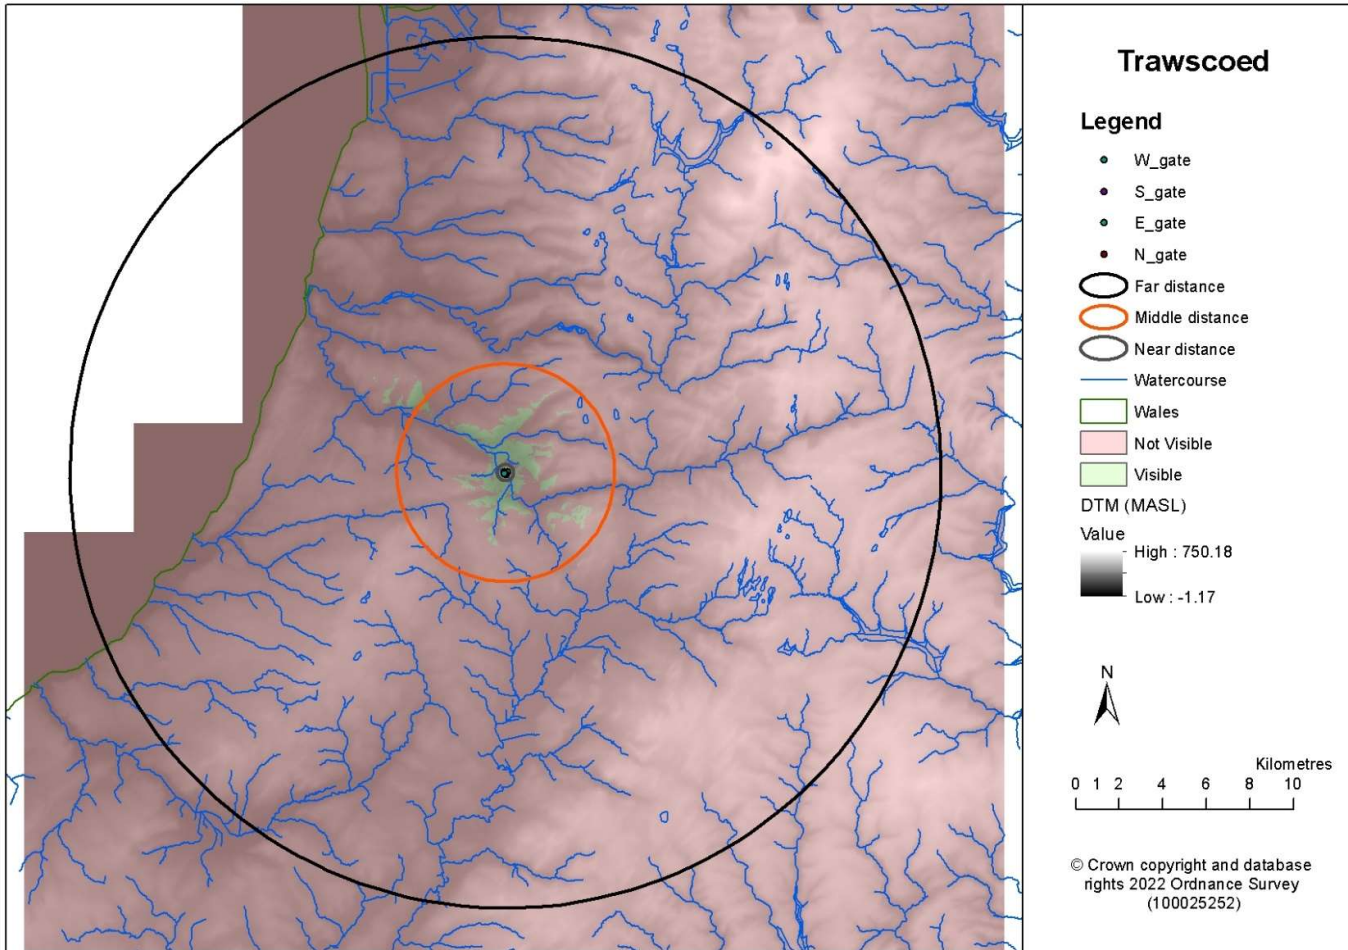 Trawscoed
Legend
W_gate
S_gate
E_gate
N_gate
Far distance
Middle distance
Near distance
Watercourse
Wales
Not Visible
Visible
DTM (MASL)
Value
High : 750.18
Low : -1.17
N
Kilometres
0 1 2 4 6 8 10
© Crown copyright and database
rights 2022 Ordnance Survey
(100025252)